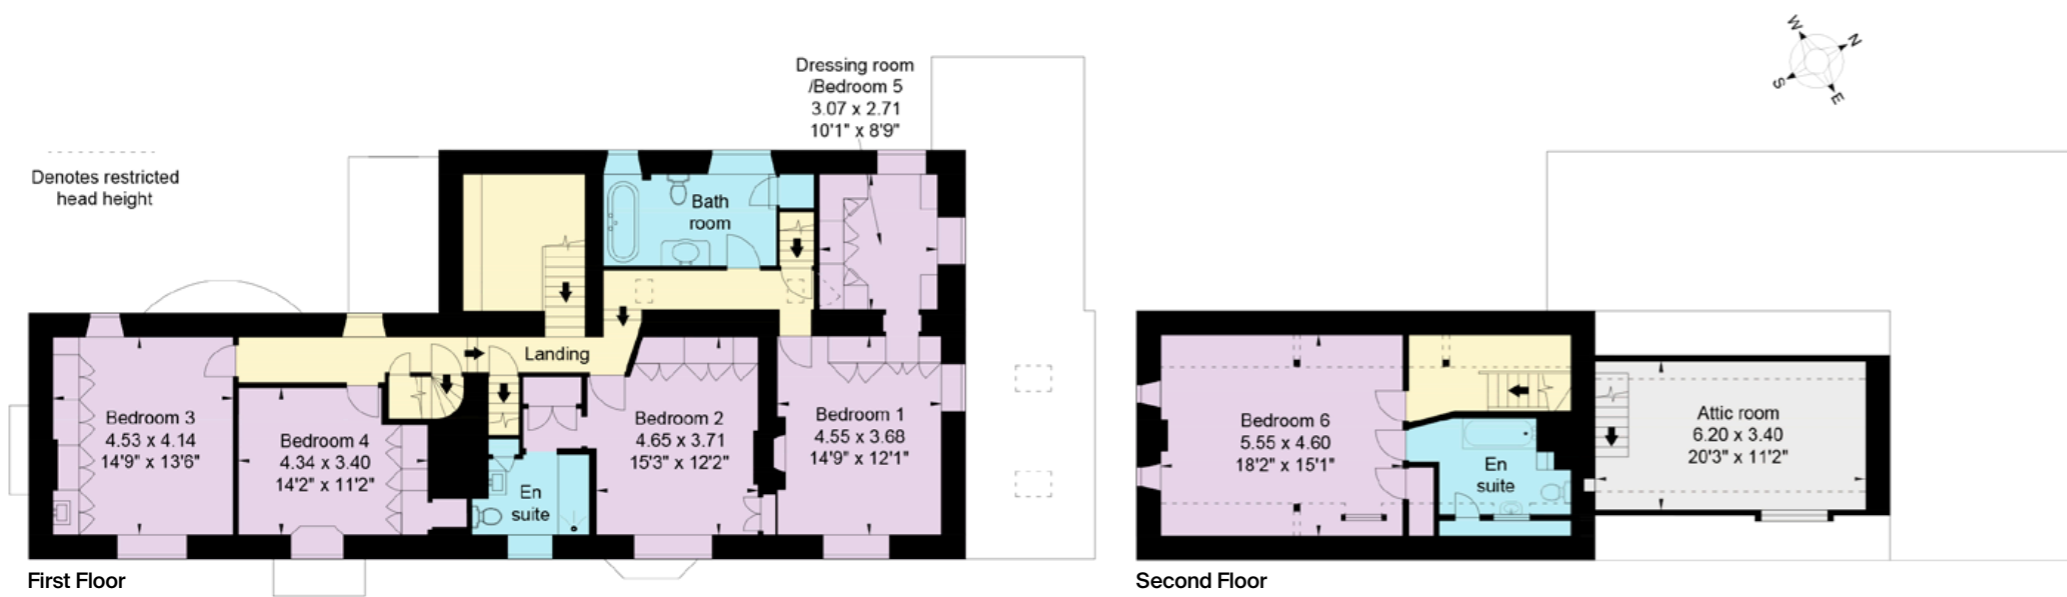 Denotes restricted
head height
Dressing room
/Bedroom 5
3.07 x 2.71
10'1" x 8'9"
Bath
room
Landing
Bedroom 3
4.53 x 4.14
14'9" x 13'6"
Bedroom 4
4.34 x 3.40
14'2" x 11'2"
En
suite
Bedroom 2
4.65 x 3.71
15'3" x 12'2"
Bedroom 1
4.55 x 3.68
14'9" x 12'1"
First Floor
W
N
S
E
Bedroom 6
5.55 x 4.60
18'2" x 15'1"
En
suite
Attic room
6.20 x 3.40
20'3" x 11'2"
Second Floor